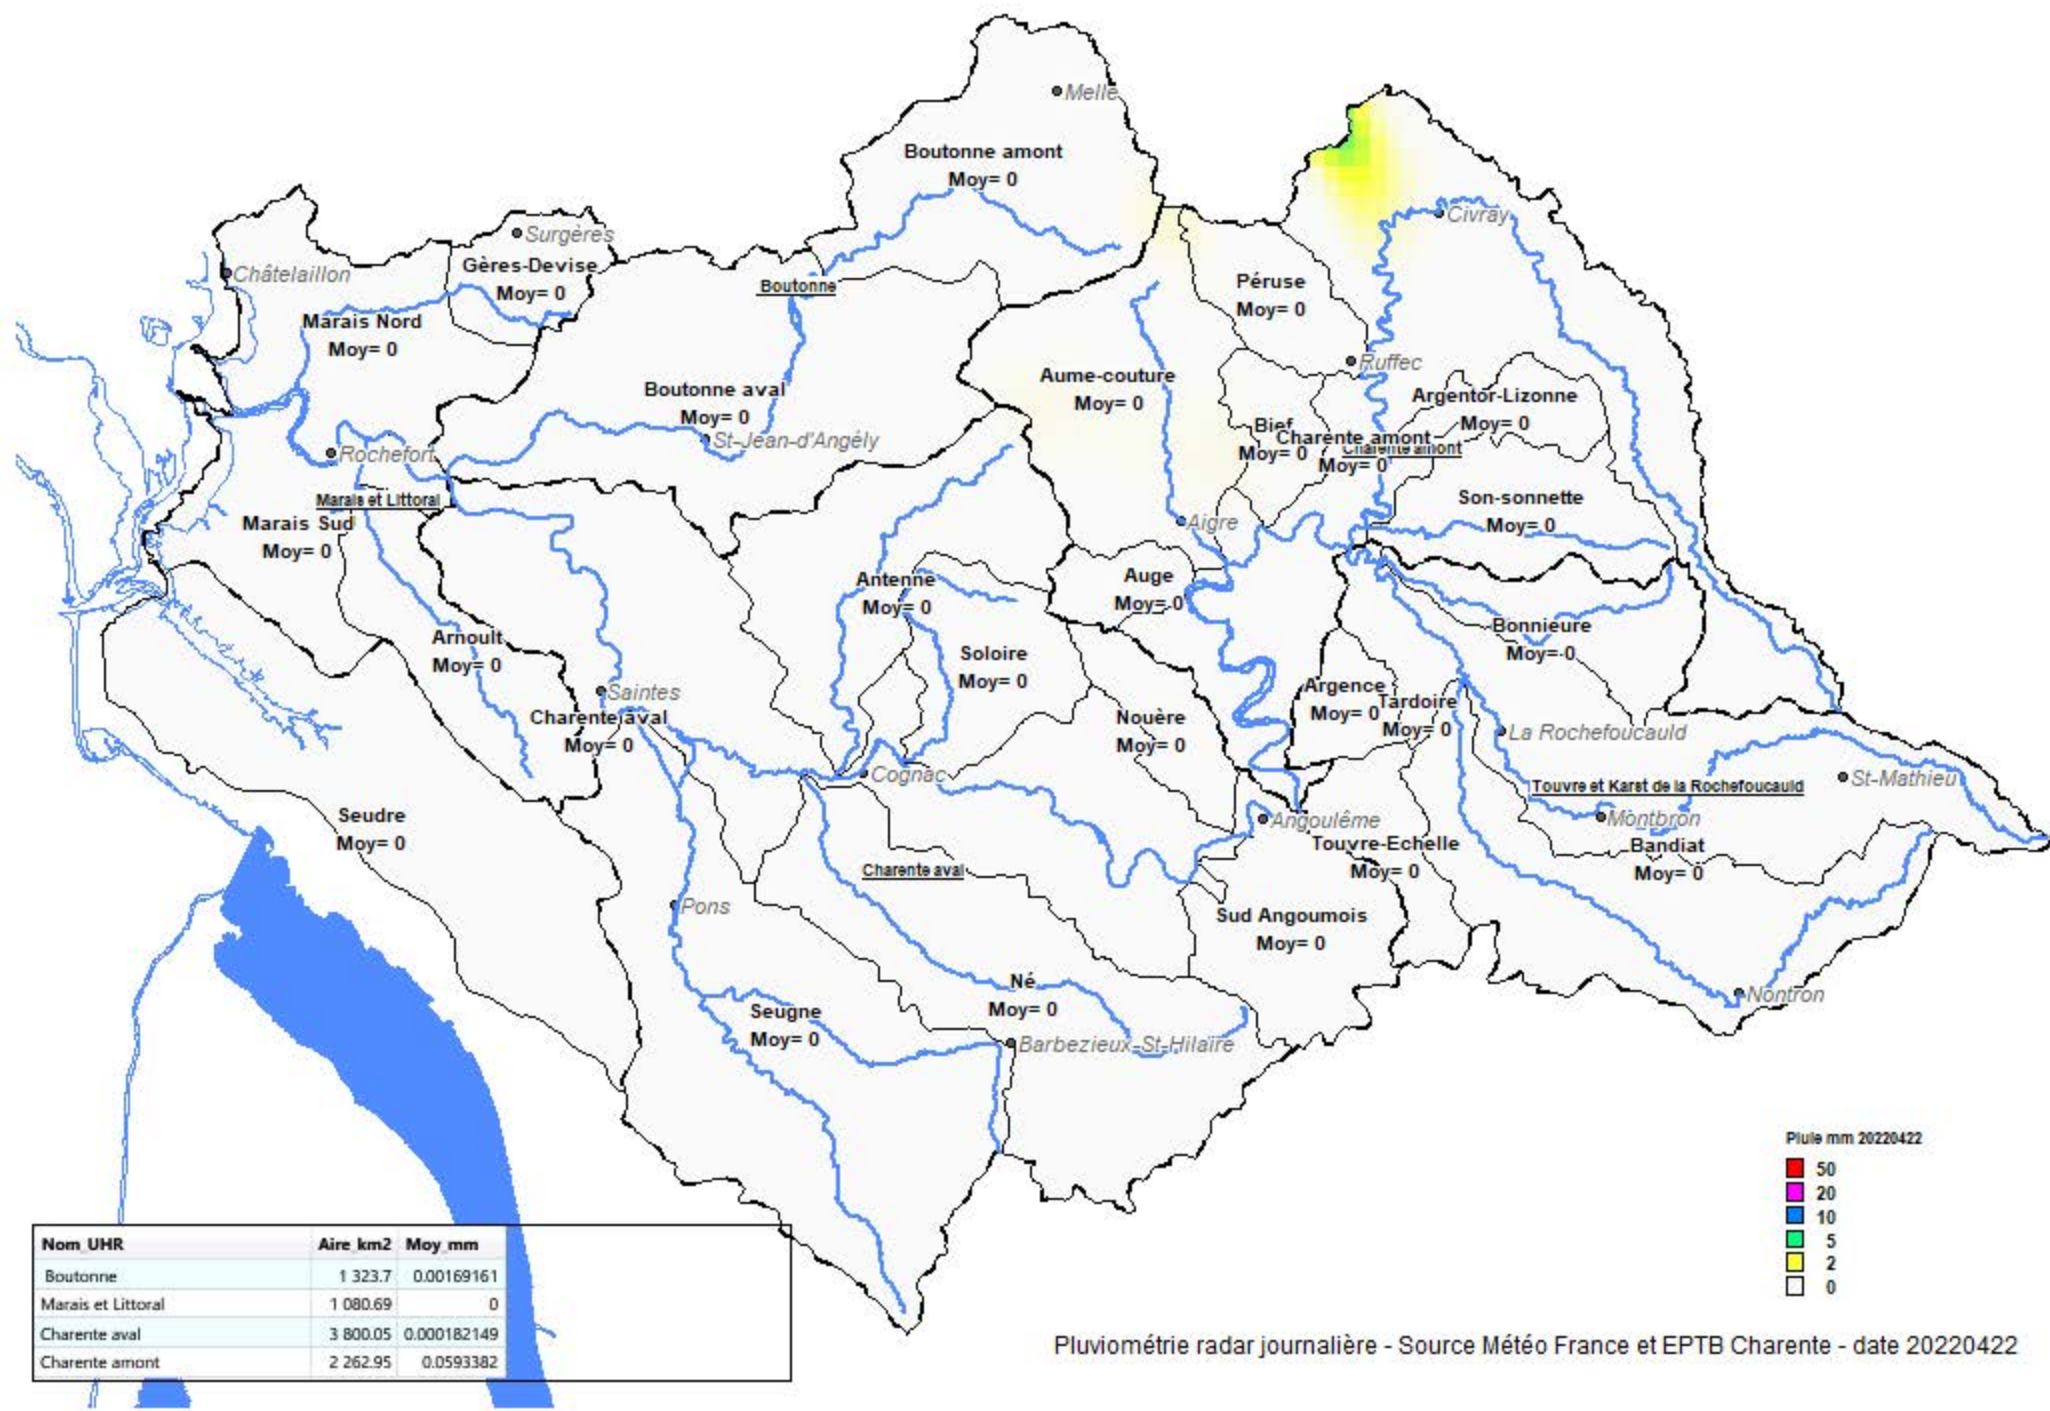 Melle
Boutonne amont
Moy= 0
Civray
Surgères
Châtelaillon
Gères-Devise
Moy= 0
Boutonne
Péruse
Moy= 0
Marais Nord
Moy= 0
Ruffec
Aume-couture
Moy= 0
Boutonne aval
Moy= 0
Argentor-Lizonne
Moy= 0
St-Jean-d'Angély
Bief
Moy= 0
Charente amont
Moy= 0
Charente amont
Rochefort
Marais et Littoral
Son-sonnette
Moy= 0
Marais Sud
Moy= 0
Aigre
Antenne
Moy= 0
Auge
Moy= 0
Bonnieure
Moy= 0
Arnoult
Moy= 0
Soloire
Moy= 0
Saintes
Argence
Moy= 0
Tardoire
Moy= 0
Charente aval
Moy= 0
Nouère
Moy= 0
La Rochefoucauld
Cognac
Touvre et Karst de la Rochefoucauld
St-Mathieu
Seudre
Moy= 0
Angoulême
Montbron
Touvre-Echelle
Moy= 0
Bandiat
Moy= 0
Charente aval
Pons
Sud Angoumois
Moy= 0
Né
Moy= 0
Nontron
Seugne
Moy= 0
Barbezieux-St-Hilaire
Pluie mm 20220422
50
20
10
5
2
0
Nom_UHR Aire_km2 Moy_mm
Boutonne 1 323.7 0.00169161
Marais et Littoral 1 080.69 0
Charente aval 3 800.05 0.000182149
Charente amont 2 262.95 0.0593382
Pluviométrie radar journalière - Source Météo France et EPTB Charente - date 20220422